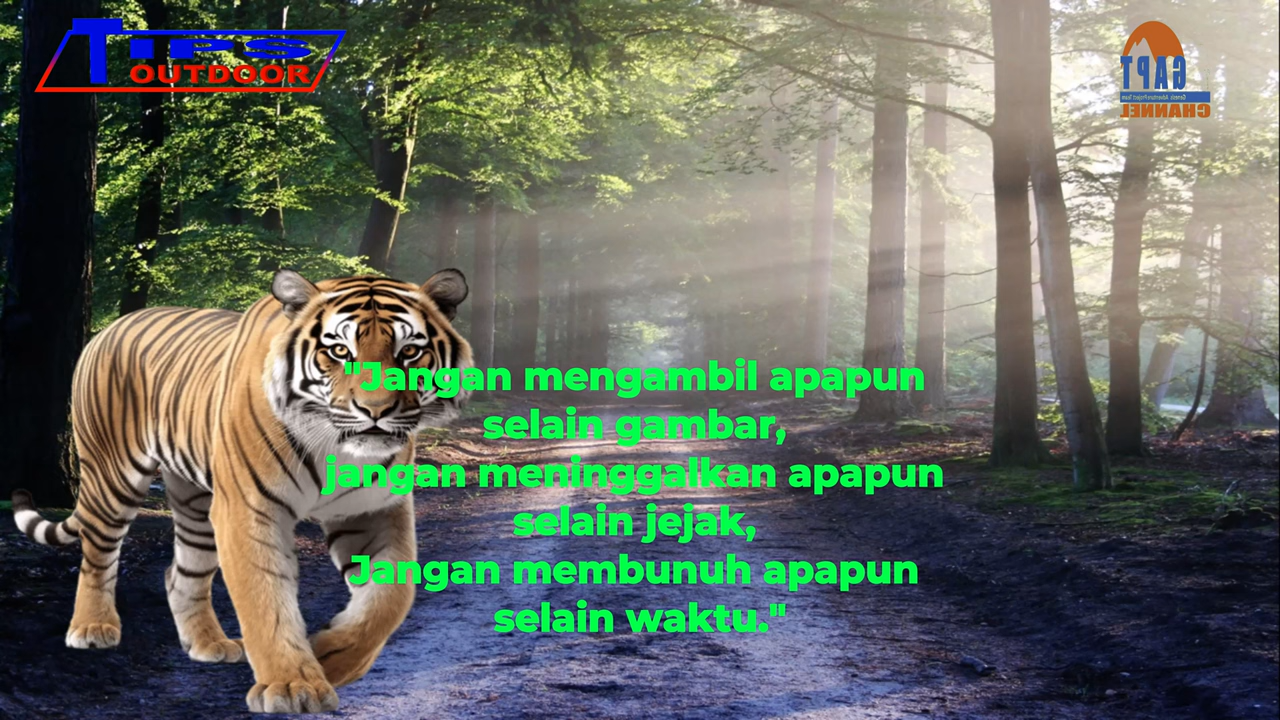 TIPS
OUTDOOR
GAPT
CHANNEL
"Jangan mengambil apapun
selain gambar,
jangan meninggalkan apapun
selain jejak,
Jangan membunuh apapun
selain waktu."